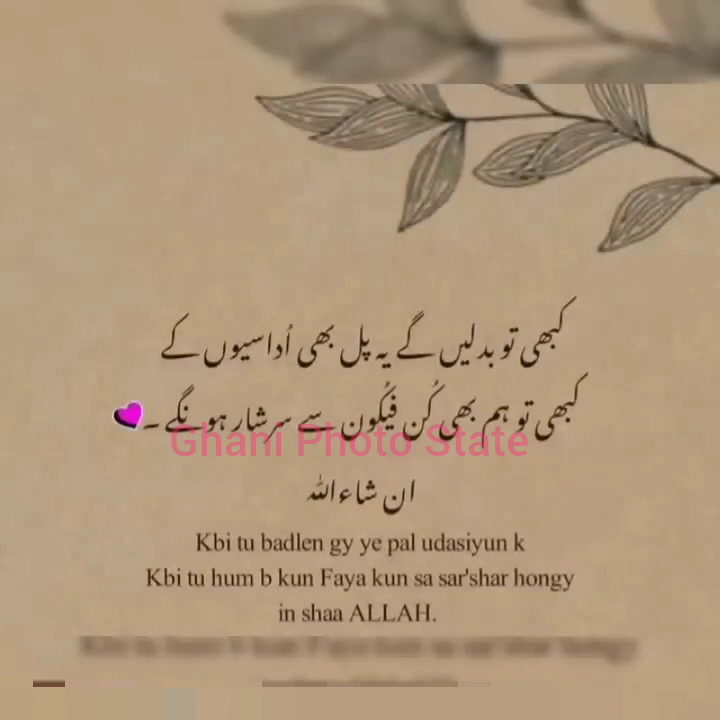 کبھی تو بدلیں گے یہ پل بھی اُداسیوں کے
کبھی تو ہم بھی کُن فیَکُون سے سرشار ہونگے ۔
Ghani Photo State
ان شاءاللہ
Kbi tu badlen gy ye pal udasiyun k
Kbi tu hum b kun Faya kun sa sar'shar hongy
in shaa ALLAH.